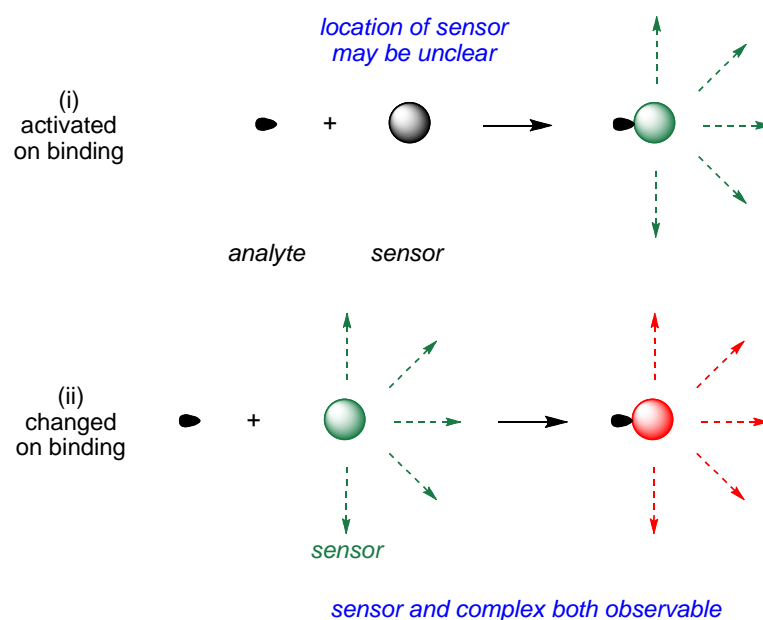 location of sensor
may be unclear
(i)
activated
on binding
+
analyte
sensor
(ii)
changed
on binding
+
sensor
sensor and complex both observable